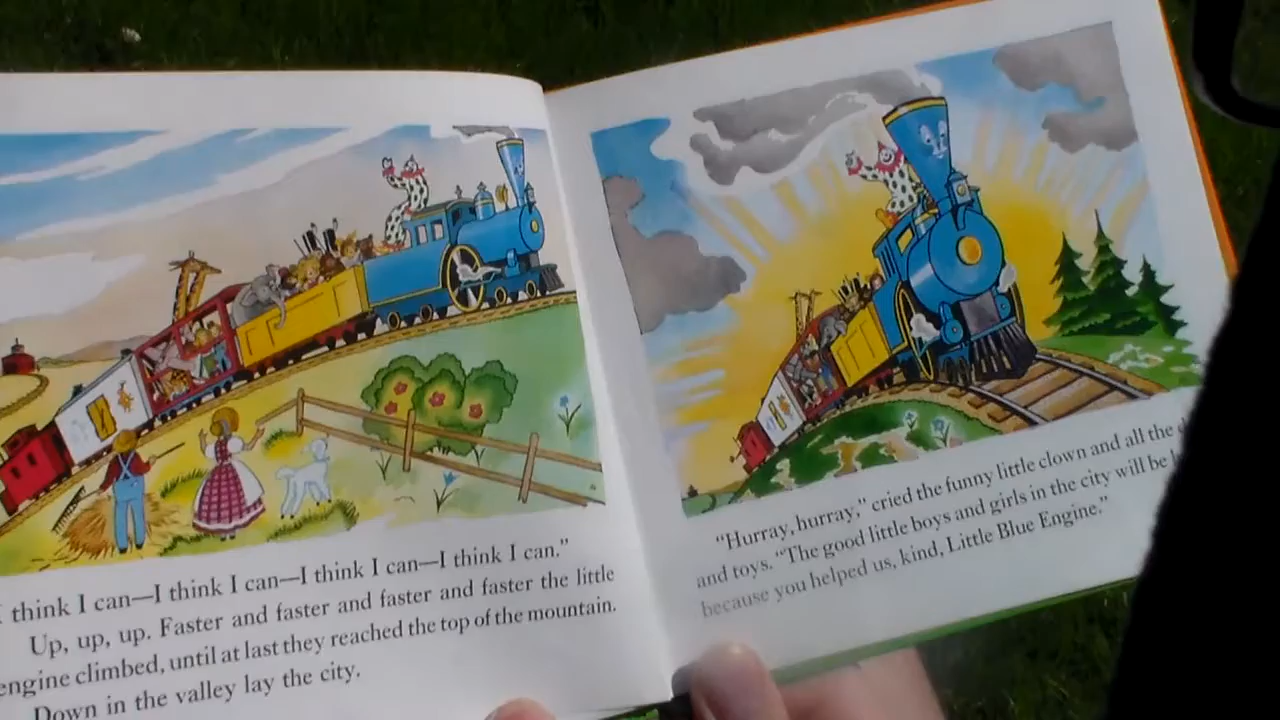 think I can—I think I can—I think I can."
Up, up, up. Faster and faster and faster and faster the little
engine climbed, until at last they reached the top of the mountain.
Down in the valley lay the city.
"Hurray, hurray," cried the funny little clown and all the
and toys. "The good little boys and girls in the city will be
because you helped us, kind, Little Blue Engine."